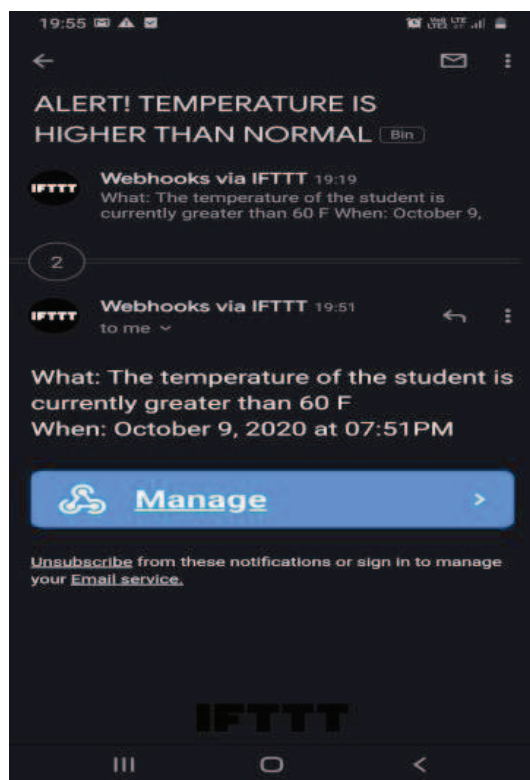 19:55
ALERT! TEMPERATURE IS
HIGHER THAN NORMAL Bin
IFTTT
Webhooks via IFTTT 19:19
What: The temperature of the student is
currently greater than 60 F When: October 9,
2
IFTTT
Webhooks via IFTTT 19:51
to me
What: The temperature of the student is
currently greater than 60 F
When: October 9, 2020 at 07:51PM
Manage
Unsubscribe from these notifications or sign in to manage
your Email service.
IFTTT